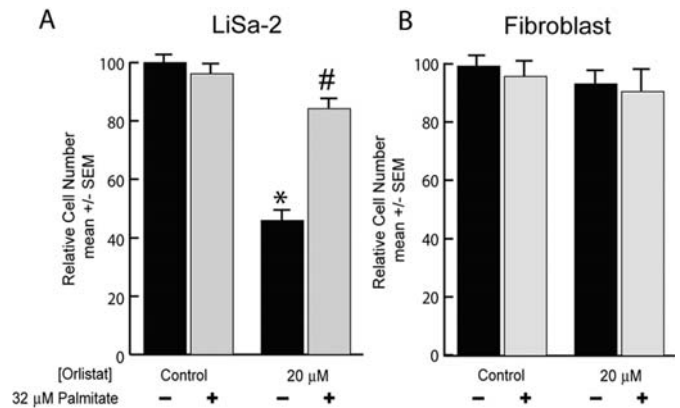 A
LiSa-2
B
Fibroblast
Relative Cell Number
mean +/- SEM
100
80
60
40
20
0
*
#
Relative Cell Number
mean +/- SEM
100
80
60
40
20
0
[Orlistat]
Control
20 μM
Control
20 μM
32 μM Palmitate
− + − +
− + − +